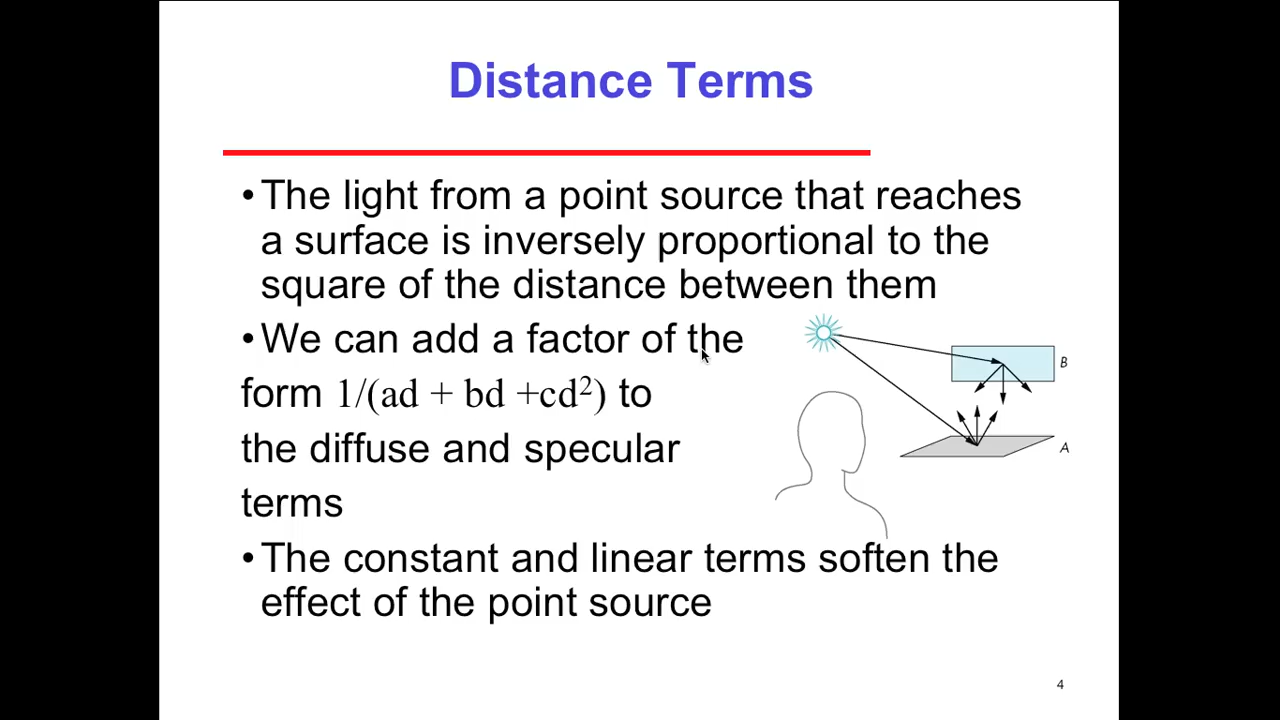 Distance Terms
•The light from a point source that reaches
a surface is inversely proportional to the
square of the distance between them
•We can add a factor of the
form 1/(ad + bd +cd²) to
the diffuse and specular
terms
B
A
•The constant and linear terms soften the
effect of the point source
4